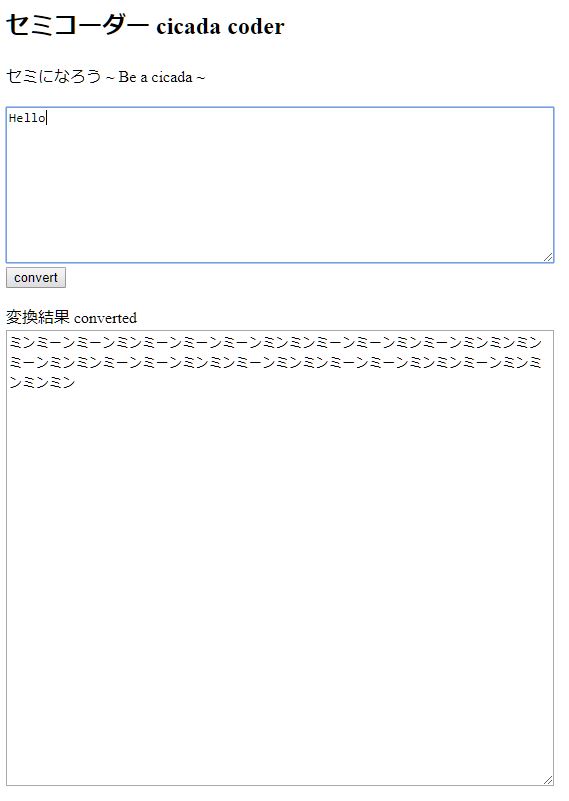 セミコーダー cicada coder
セミになろう ~ Be a cicada ~
Hello
convert
変換結果 converted
ミンミーンミーンミンミーンミーンミーンミンミンミーンミーンミンミーンミンミンミン
ミーンミンミンミーンミーンミンミンミーンミンミンミーンミーンミンミンミーンミンミ
ンミンミン